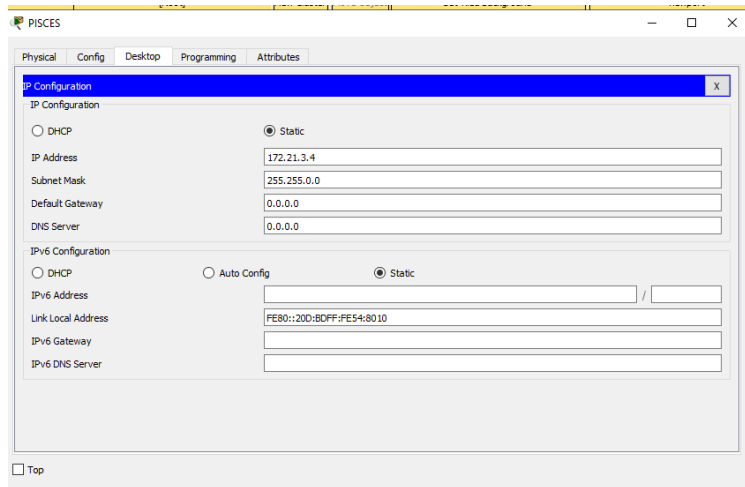 PISCES
Physical Config Desktop Programming Attributes
IP Configuration X
IP Configuration
DHCP Static
IP Address 172.21.3.4
Subnet Mask 255.255.0.0
Default Gateway 0.0.0.0
DNS Server 0.0.0.0
IPv6 Configuration
DHCP Auto Config Static
IPv6 Address /
Link Local Address FE80::20D:BDFF:FE54:8010
IPv6 Gateway
IPv6 DNS Server
Top